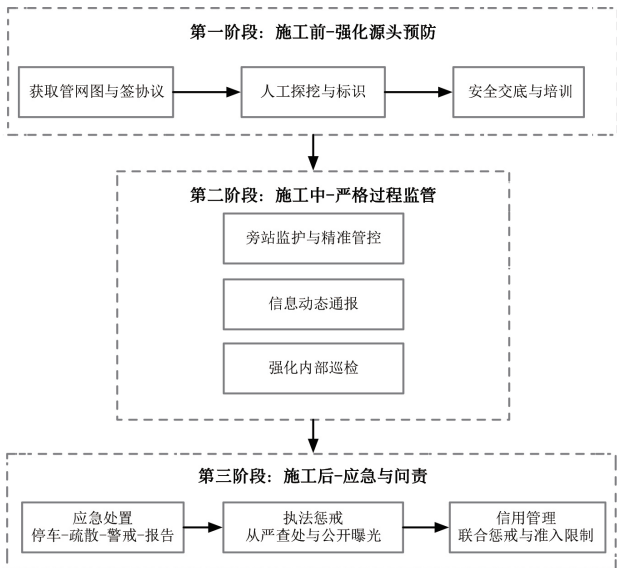 第一阶段：施工前-强化源头预防
获取管网图与签协议
人工探挖与标识
安全交底与培训
第二阶段：施工中-严格过程监管
旁站监护与精准管控
信息动态通报
强化内部巡检
第三阶段：施工后-应急与问责
应急处置
停车-疏散-警戒-报告
执法惩戒
从严查处与公开曝光
信用管理
联合惩戒与准入限制